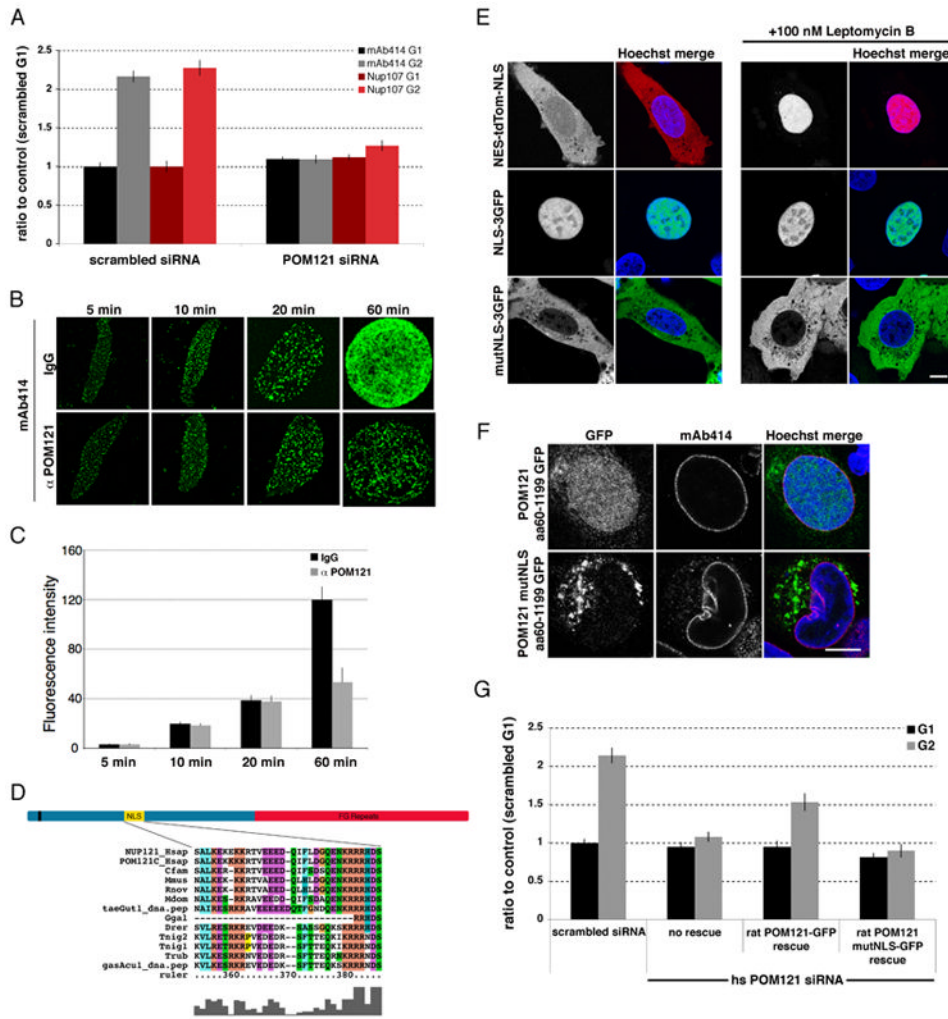 A
ratio to control (scrambled G1)
2.5
2
1.5
1
0.5
0
mAb414 G1
mAb414 G2
Nup107 G1
Nup107 G2
scrambled siRNA
POM121 siRNA
B
5 min
10 min
20 min
60 min
mAb414
IgG
α POM121
C
Fluorescence intensity
160
120
80
40
0
IgG
α POM121
5 min
10 min
20 min
60 min
D
NLS
FG Repeats
NUP121_Hsap
POM121C_Hsap
Cfam
Mmus
Rnov
Mdom
taeGut1_dna.pep
Ggal
Drer
Tnig2
Tnig1
Trub
gasAcu1_dna.pep
ruler
360
370
380
E
+100 nM Leptomycin B
Hoechst merge
Hoechst merge
NES-tdTom-NLS
NLS-3GFP
mutNLS-3GFP
F
GFP
mAb414
Hoechst merge
POM121
aa60-1199 GFP
POM121 mutNLS
aa60-1199 GFP
G
ratio to control (scrambled G1)
2.5
2
1.5
1
0.5
0
G1
G2
scrambled siRNA
no rescue
rat POM121-GFP
rescue
rat POM121
mutNLS-GFP
rescue
hs POM121 siRNA